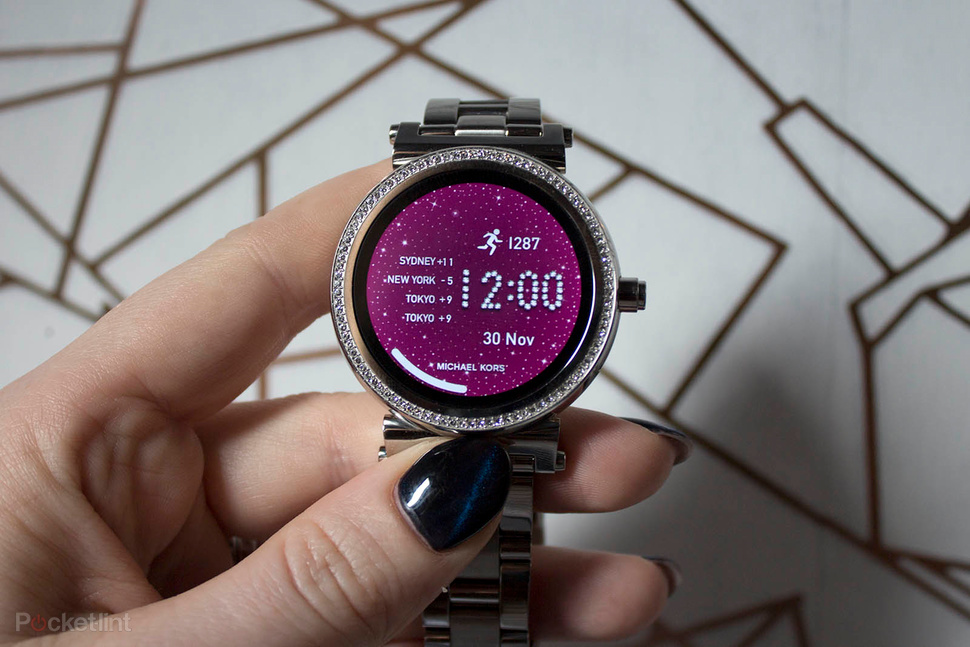 1287
SYDNEY +11
NEW YORK -5
TOKYO +9
TOKYO +9
12:00
30 Nov
MICHAEL KORS
Pocketlint